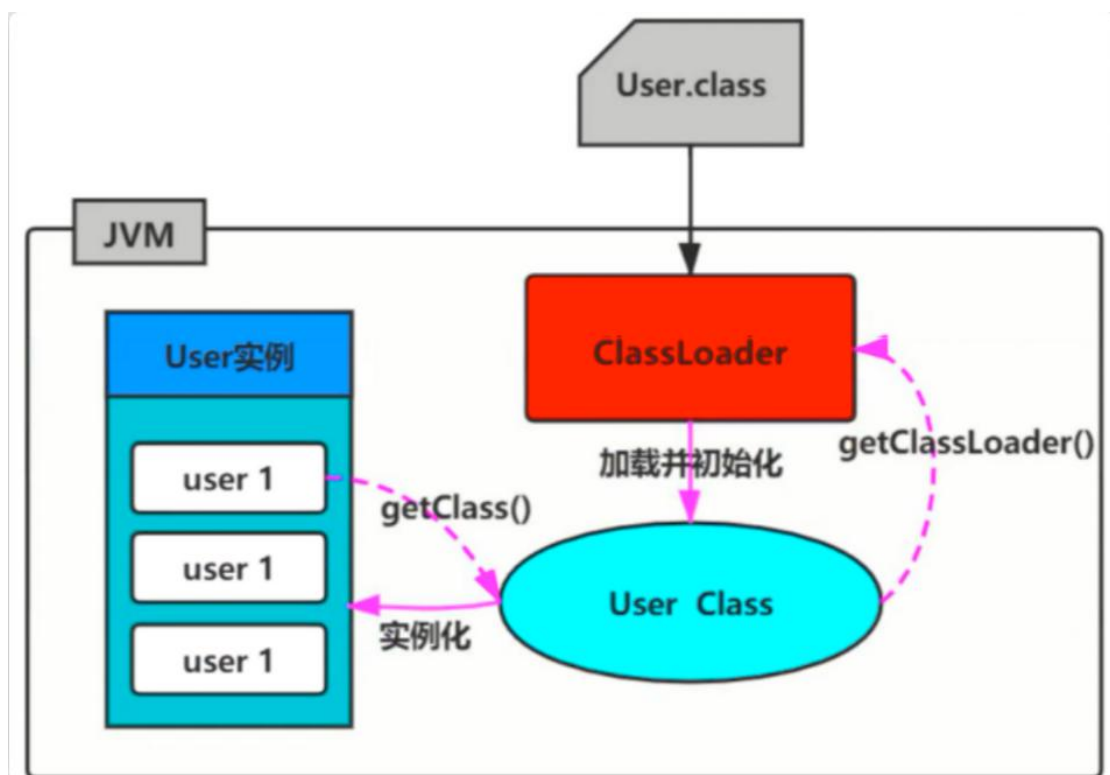 User.class
JVM
User实例
ClassLoader
加载并初始化
getClassLoader()
user 1
getClass()
user 1
User Class
实例化
user 1